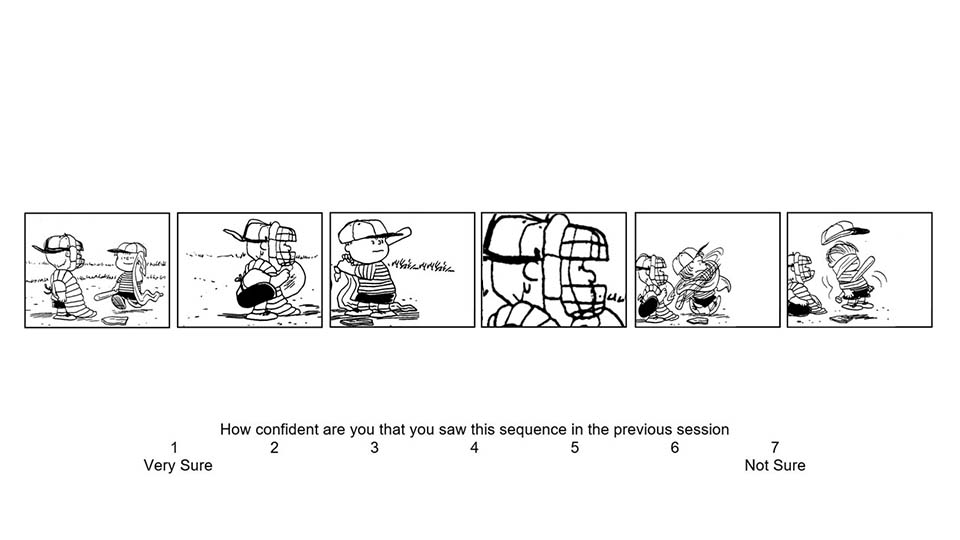 How confident are you that you saw this sequence in the previous session
1 2 3 4 5 6 7
Very Sure Not Sure